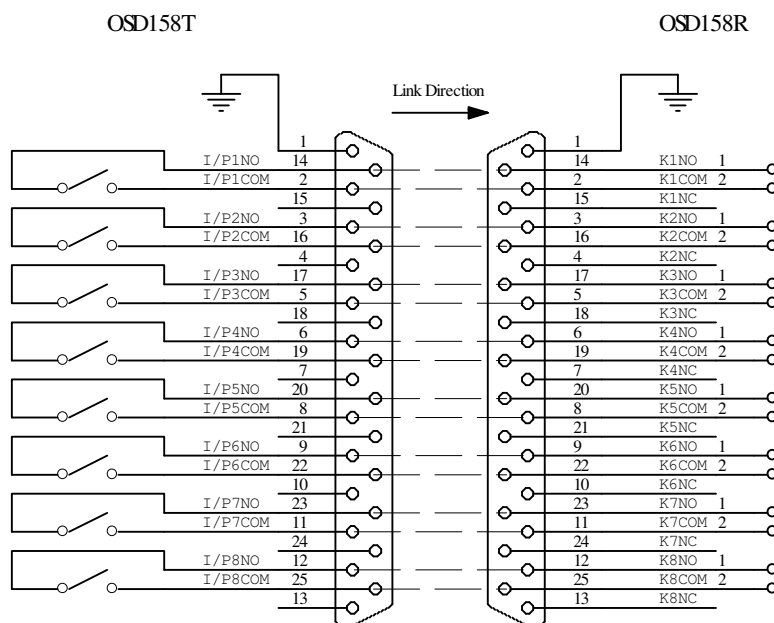 OSD158T OSD158R
Link Direction
1 1
I/P1NO 14 14 K1NO 1
I/P1COM 2 2 K1COM 2
15 15 K1NC
I/P2NO 3 3 K2NO 1
I/P2COM 16 16 K2COM 2
4 4 K2NC
I/P3NO 17 17 K3NO 1
I/P3COM 5 5 K3COM 2
18 18 K3NC
I/P4NO 6 6 K4NO 1
I/P4COM 19 19 K4COM 2
7 7 K4NC
I/P5NO 20 20 K5NO 1
I/P5COM 8 8 K5COM 2
21 21 K5NC
I/P6NO 9 9 K6NO 1
I/P6COM 22 22 K6COM 2
10 10 K6NC
I/P7NO 23 23 K7NO 1
I/P7COM 11 11 K7COM 2
24 24 K7NC
I/P8NO 12 12 K8NO 1
I/P8COM 25 25 K8COM 2
13 13 K8NC